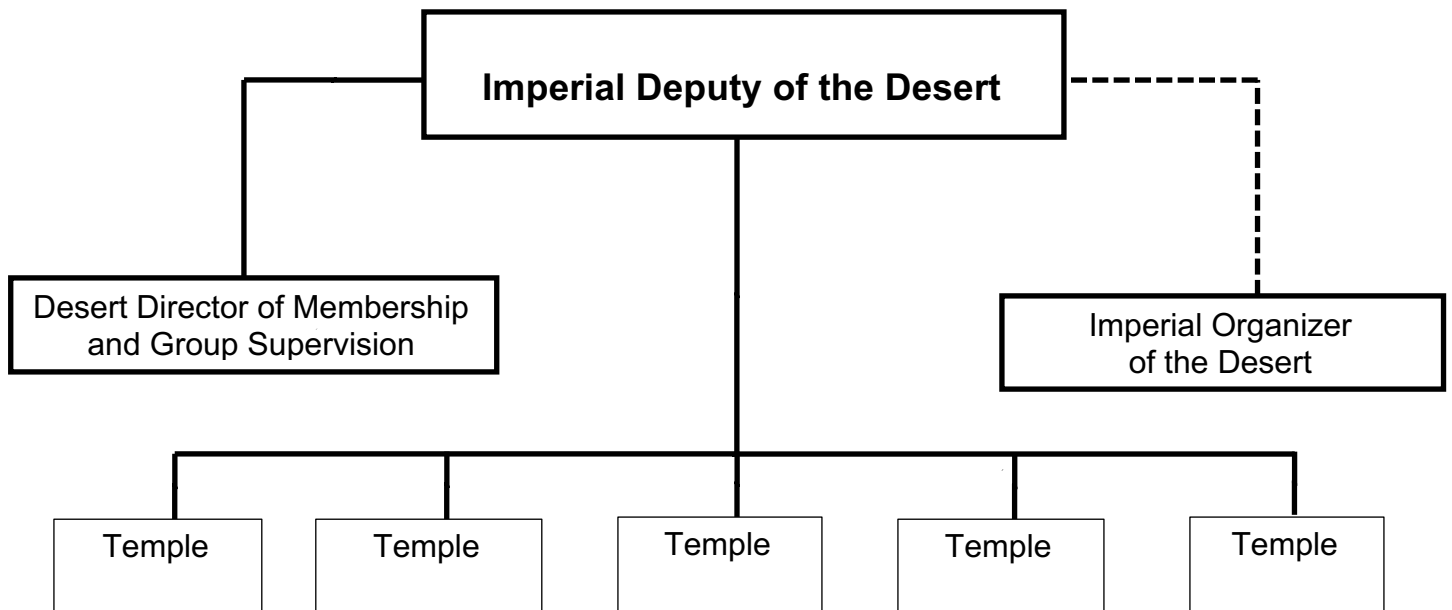 Imperial Deputy of the Desert
Desert Director of Membership
and Group Supervision
Imperial Organizer
of the Desert
Temple
Temple
Temple
Temple
Temple